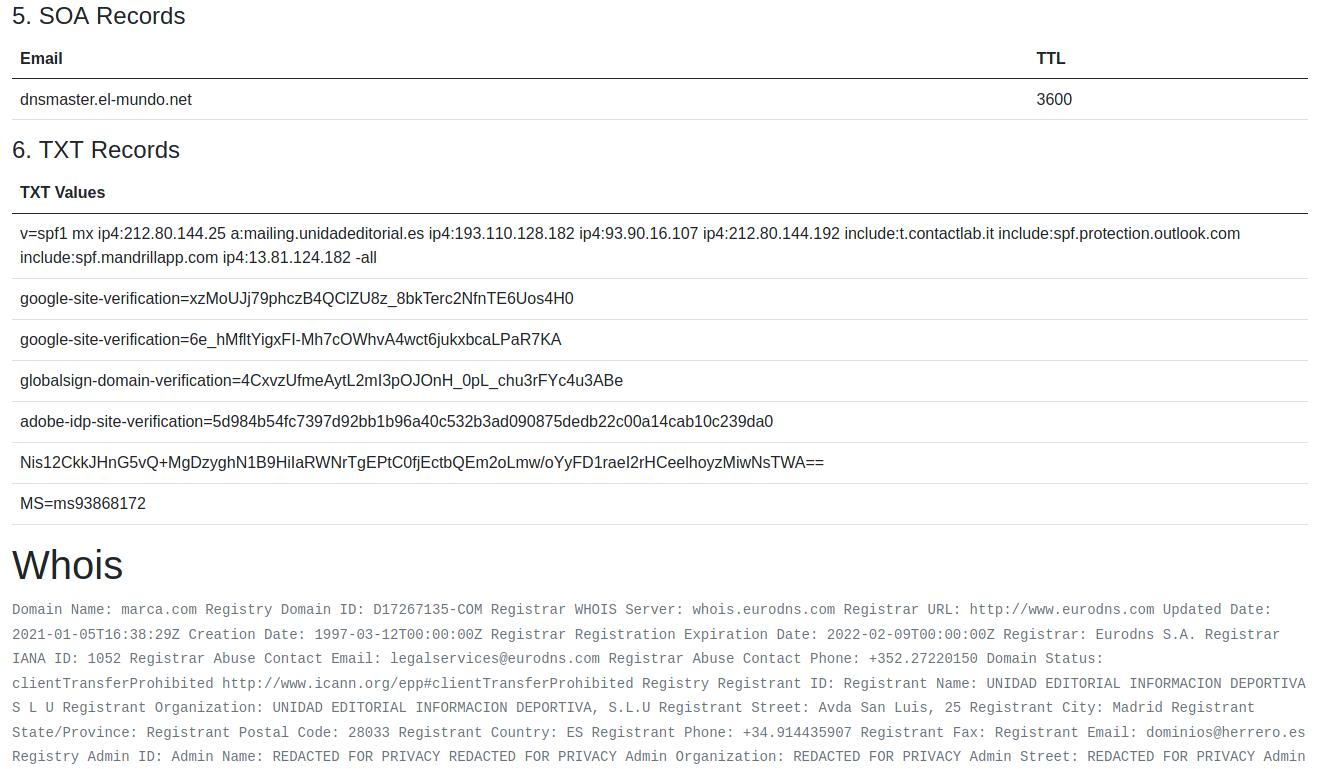 5. SOA Records
Email TTL
dnsmaster.el-mundo.net 3600
6. TXT Records
TXT Values
v=spf1 mx ip4:212.80.144.25 a:mailing.unidadeditorial.es ip4:193.110.128.182 ip4:93.90.16.107 ip4:212.80.144.192 include:t.contactlab.it include:spf.protection.outlook.com
include:spf.mandrillapp.com ip4:13.81.124.182 -all
google-site-verification=xzMoUJj79phczB4QClZU8z_8bkTerc2NfnTE6Uos4H0
google-site-verification=6e_hMfltYigxFI-Mh7cOWhvA4wct6jukxbcaLPaR7KA
globalsign-domain-verification=4CxvzUfmeAytL2mI3pOJOnH_0pL_chu3rFYc4u3ABe
adobe-idp-site-verification=5d984b54fc7397d92bb1b96a40c532b3ad090875dedb22c00a14cab10c239da0
Nis12CkkJHnG5vQ+MgDzyghN1B9HiIaRWNrTgEPtC0fjEctbQEm2oLmw/oYyFD1raeI2rHCeelhoyzMiwNsTWA==
MS=ms93868172
Whois
Domain Name: marca.com Registry Domain ID: D17267135-COM Registrar WHOIS Server: whois.eurodns.com Registrar URL: http://www.eurodns.com Updated Date:
2021-01-05T16:38:29Z Creation Date: 1997-03-12T00:00:00Z Registrar Registration Expiration Date: 2022-02-09T00:00:00Z Registrar: Eurodns S.A. Registrar
IANA ID: 1052 Registrar Abuse Contact Email: legalservices@eurodns.com Registrar Abuse Contact Phone: +352.27220150 Domain Status:
clientTransferProhibited http://www.icann.org/epp#clientTransferProhibited Registry Registrant ID: Registrant Name: UNIDAD EDITORIAL INFORMACION DEPORTIVA
S L U Registrant Organization: UNIDAD EDITORIAL INFORMACION DEPORTIVA, S.L.U Registrant Street: Avda San Luis, 25 Registrant City: Madrid Registrant
State/Province: Registrant Postal Code: 28033 Registrant Country: ES Registrant Phone: +34.914435907 Registrant Fax: Registrant Email: dominios@herrero.es
Registry Admin ID: Admin Name: REDACTED FOR PRIVACY REDACTED FOR PRIVACY Admin Organization: REDACTED FOR PRIVACY Admin Street: REDACTED FOR PRIVACY Admin